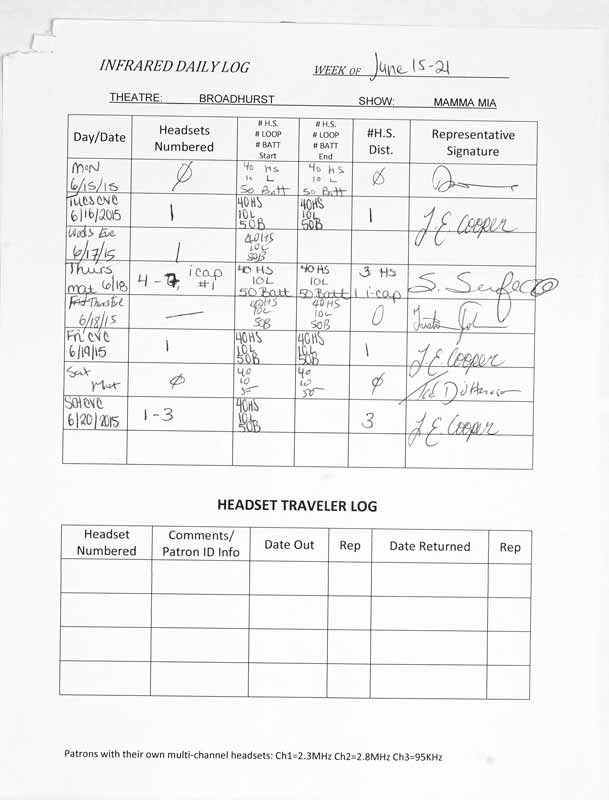 INFRARED DAILY LOG WEEK OF June 15-21
THEATRE: BROADHURST SHOW: MAMMA MIA
Day/Date Headsets Numbered # H.S. # LOOP # BATT Start # H.S. # LOOP # BATT End #H.S. Dist. Representative Signature
Mon 6/15/15 Ø 40 HS 10 L 50 Batt 40 HS 10 L 50 Batt Ø
Tues eve 6/16/2015 1 40HS 10L 50B 40HS 10L 50B 1 J.E. Cooper
Weds Eve 6/17/15 1 40HS 10L 50B
Thurs mat 6/18 4 - 7, i cap #1 40 HS 10L 50 Batt 40 HS 10L 50 Batt 3 HS 1 i-cap S.
Thurs Eve 6/18/15 — 40HS 10L 50B 40HS 10L 50B 0 Justin
Fri eve 6/19/15 1 40HS 10L 50B 40HS 10L 50B 1 J.E. Cooper
Sat Mat Ø 40 10 50 40 10 50 Ø
Sat eve 6/20/2015 1-3 40HS 10L 50B 3 J.E. Cooper
HEADSET TRAVELER LOG
Headset Numbered Comments/ Patron ID Info Date Out Rep Date Returned Rep
Patrons with their own multi-channel headsets: Ch1=2.3MHz Ch2=2.8MHz Ch3=95KHz